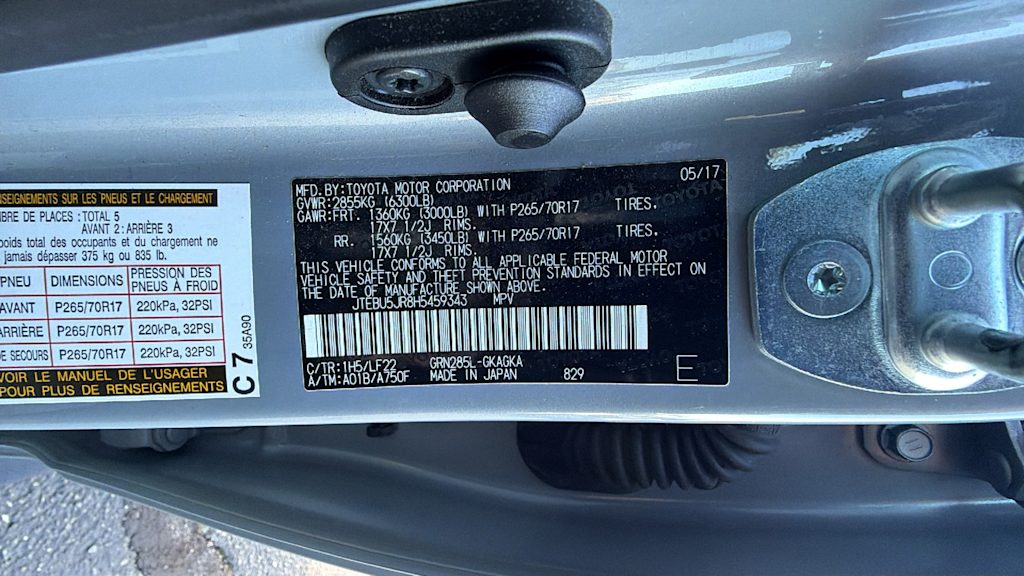 ENSEIGNEMENTS SUR LES PNEUS ET LE CHARGEMENT
BRE DE PLACES : TOTAL 5
AVANT 2 : ARRIÈRE 3
poids total des occupants et du chargement ne
jamais dépasser 375 kg ou 835 lb.
PNEU DIMENSIONS PRESSION DES PNEUS À FROID
AVANT P265/70R17 220kPa, 32PSI
ARRIÈRE P265/70R17 220kPa, 32PSI
DE SECOURS P265/70R17 220kPa, 32PSI
VOIR LE MANUEL DE L'USAGER
POUR PLUS DE RENSEIGNEMENTS
C 7 35A90
MFD. BY: TOYOTA MOTOR CORPORATION 05/17
GVWR: 2855KG (6300LB)
GAWR: FRT. 1360KG (3000LB) WITH P265/70R17 TIRES.
17X7 1/2J RIMS.
RR. 1560KG (3450LB) WITH P265/70R17 TIRES.
17X7 1/2J RIMS.
THIS VEHICLE CONFORMS TO ALL APPLICABLE FEDERAL MOTOR
VEHICLE SAFETY AND THEFT PREVENTION STANDARDS IN EFFECT ON
THE DATE OF MANUFACTURE SHOWN ABOVE.
JTEBU5JR8H5459343 MPV
C/TR: 1H5/LF22 GRN285L-GKAGKA
A/TM: A01B/A750F MADE IN JAPAN 829 E